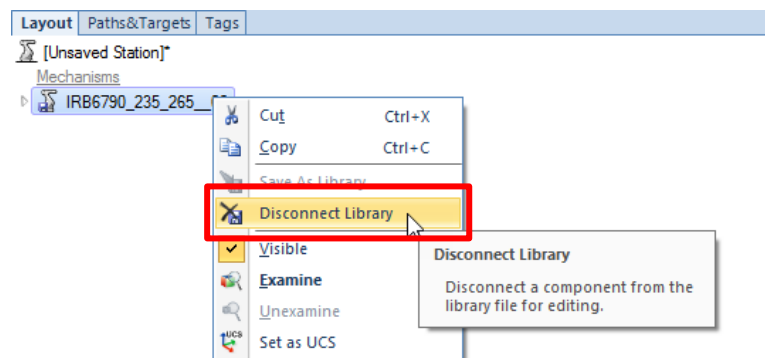 Layout Paths&Targets Tags
[Unsaved Station]*
Mechanisms
IRB6790_235_265__
Cut Ctrl+X
Copy Ctrl+C
Save As Library
Disconnect Library
Visible
Disconnect Library
Examine
Disconnect a component from the
library file for editing.
Unexamine
UCS
Set as UCS